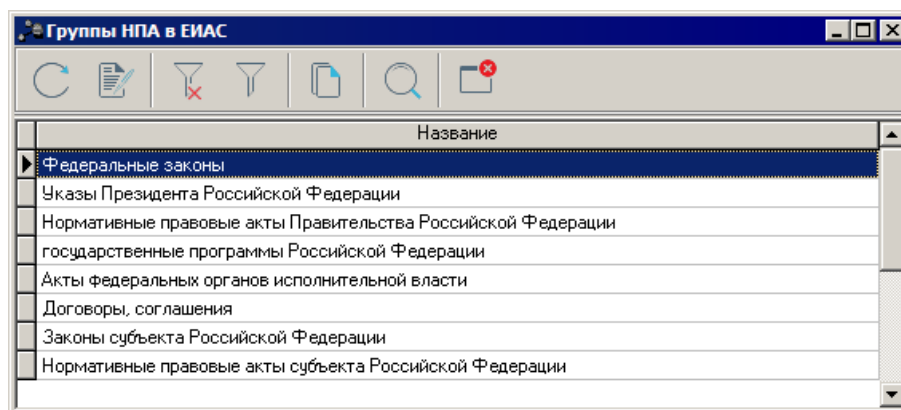 Группы НПА в ЕИАС
Название
Федеральные законы
Указы Президента Российской Федерации
Нормативные правовые акты Правительства Российской Федерации
государственные программы Российской Федерации
Акты федеральных органов исполнительной власти
Договоры, соглашения
Законы субъекта Российской Федерации
Нормативные правовые акты субъекта Российской Федерации